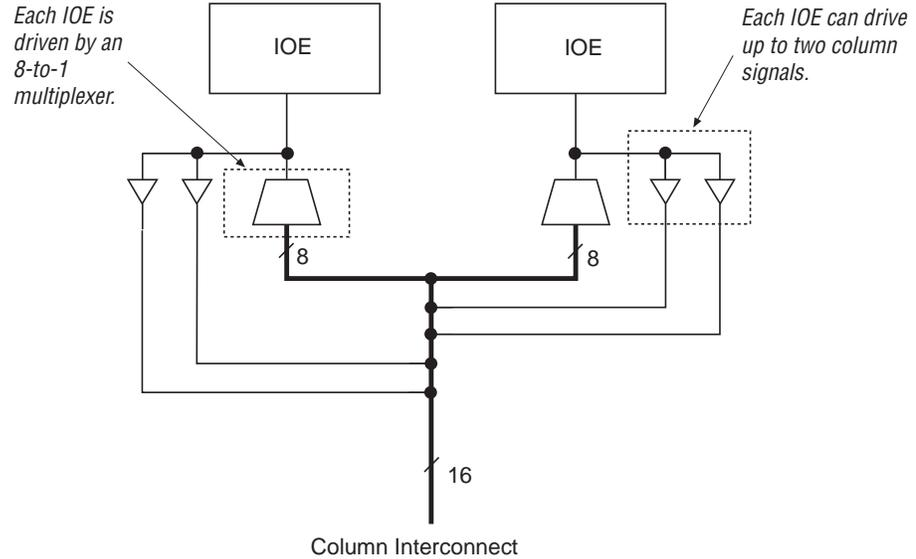 Each IOE is
driven by an
8-to-1
multiplexer.
IOE
IOE
Each IOE can drive
up to two column
signals.
8
8
16
Column Interconnect